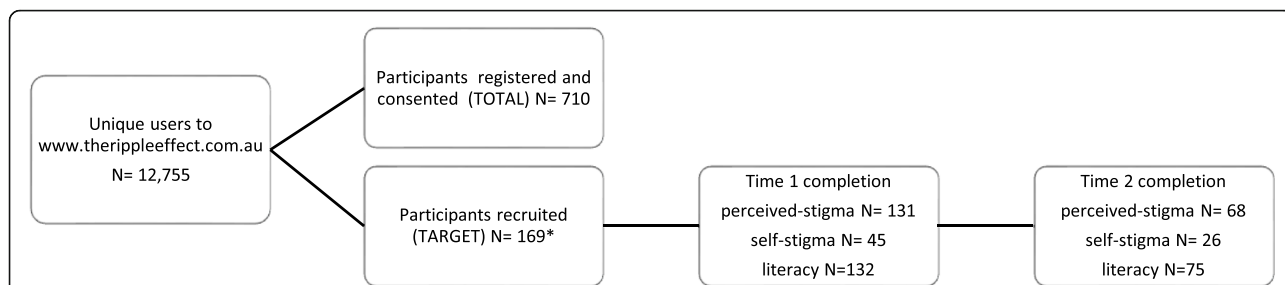 Unique users to
www.therippleeffect.com.au
N= 12,755
Participants registered and
consented (TOTAL) N= 710
Participants recruited
(TARGET) N= 169*
Time 1 completion
perceived-stigma N= 131
self-stigma N= 45
literacy N=132
Time 2 completion
perceived-stigma N= 68
self-stigma N= 26
literacy N=75